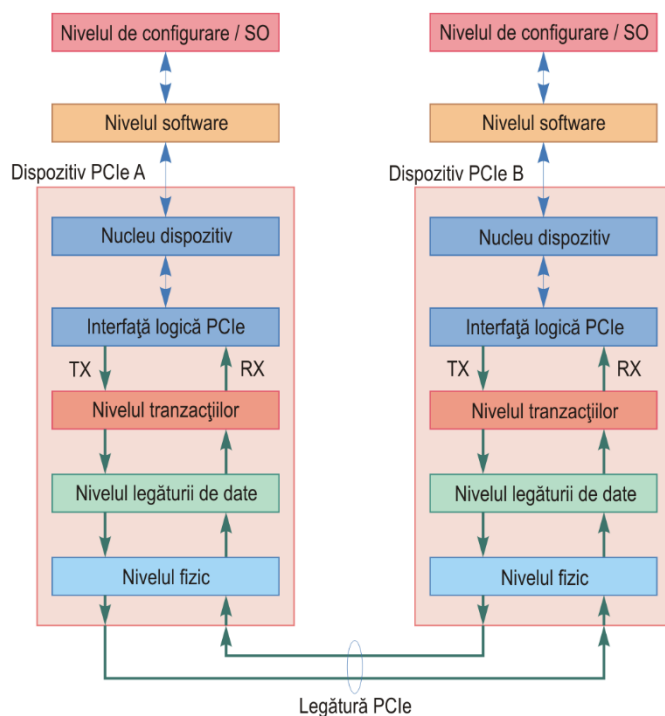 Nivelul de configurare / SO
Nivelul de configurare / SO
Nivelul software
Nivelul software
Dispozitiv PCIe A
Dispozitiv PCIe B
Nucleu dispozitiv
Nucleu dispozitiv
Interfaţă logică PCIe
Interfaţă logică PCIe
TX
RX
TX
RX
Nivelul tranzacţiilor
Nivelul tranzacţiilor
Nivelul legăturii de date
Nivelul legăturii de date
Nivelul fizic
Nivelul fizic
Legătură PCIe